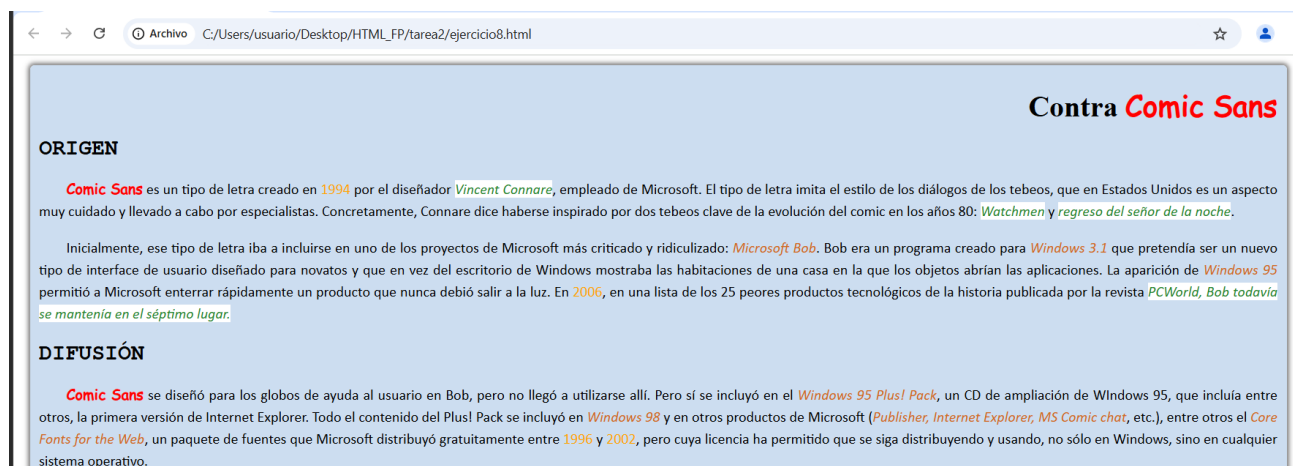 Archivo C:/Users/usuario/Desktop/HTML_FP/tarea2/ejercicio8.html
Contra Comic Sans
ORIGEN
Comic Sans es un tipo de letra creado en 1994 por el diseñador Vincent Connare, empleado de Microsoft. El tipo de letra imita el estilo de los diálogos de los tebeos, que en Estados Unidos es un aspecto
muy cuidado y llevado a cabo por especialistas. Concretamente, Connare dice haberse inspirado por dos tebeos clave de la evolución del comic en los años 80: Watchmen y regreso del señor de la noche.
Inicialmente, ese tipo de letra iba a incluirse en uno de los proyectos de Microsoft más criticado y ridiculizado: Microsoft Bob. Bob era un programa creado para Windows 3.1 que pretendía ser un nuevo
tipo de interface de usuario diseñado para novatos y que en vez del escritorio de Windows mostraba las habitaciones de una casa en la que los objetos abrían las aplicaciones. La aparición de Windows 95
permitió a Microsoft enterrar rápidamente un producto que nunca debió salir a la luz. En 2006, en una lista de los 25 peores productos tecnológicos de la historia publicada por la revista PCWorld, Bob todavía
se mantenía en el séptimo lugar.
DIFUSIÓN
Comic Sans se diseñó para los globos de ayuda al usuario en Bob, pero no llegó a utilizarse allí. Pero sí se incluyó en el Windows 95 Plus! Pack, un CD de ampliación de WIndows 95, que incluía entre
otros, la primera versión de Internet Explorer. Todo el contenido del Plus! Pack se incluyó en Windows 98 y en otros productos de Microsoft (Publisher, Internet Explorer, MS Comic chat, etc.), entre otros el Core
Fonts for the Web, un paquete de fuentes que Microsoft distribuyó gratuitamente entre 1996 y 2002, pero cuya licencia ha permitido que se siga distribuyendo y usando, no sólo en Windows, sino en cualquier
sistema operativo.